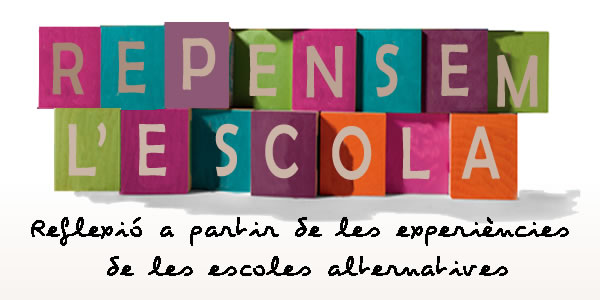 REPENSEM
L'ESCOLA
Reflexió a partir de les experiències
de les escoles alternatives